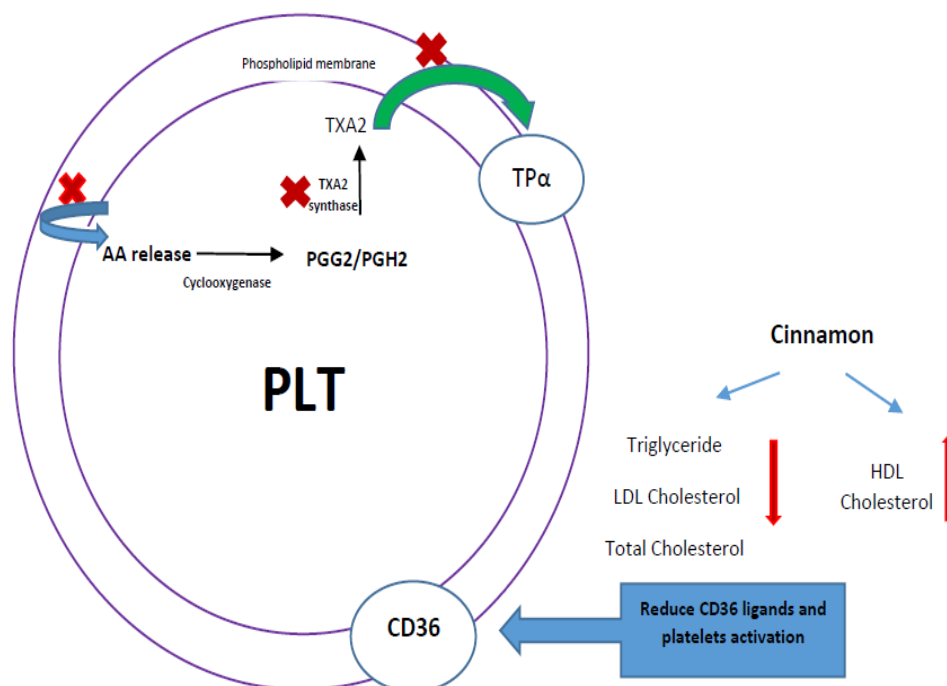 Phospholipid membrane
TXA2
TPα
TXA2
synthase
AA release
PGG2/PGH2
Cyclooxygenase
PLT
Cinnamon
Triglyceride
LDL Cholesterol
Total Cholesterol
HDL
Cholesterol
CD36
Reduce CD36 ligands and
platelets activation